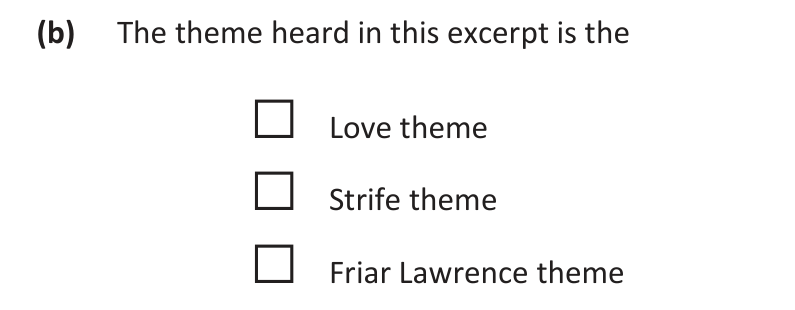 (b) The theme heard in this excerpt is the
Love theme
Strife theme
Friar Lawrence theme